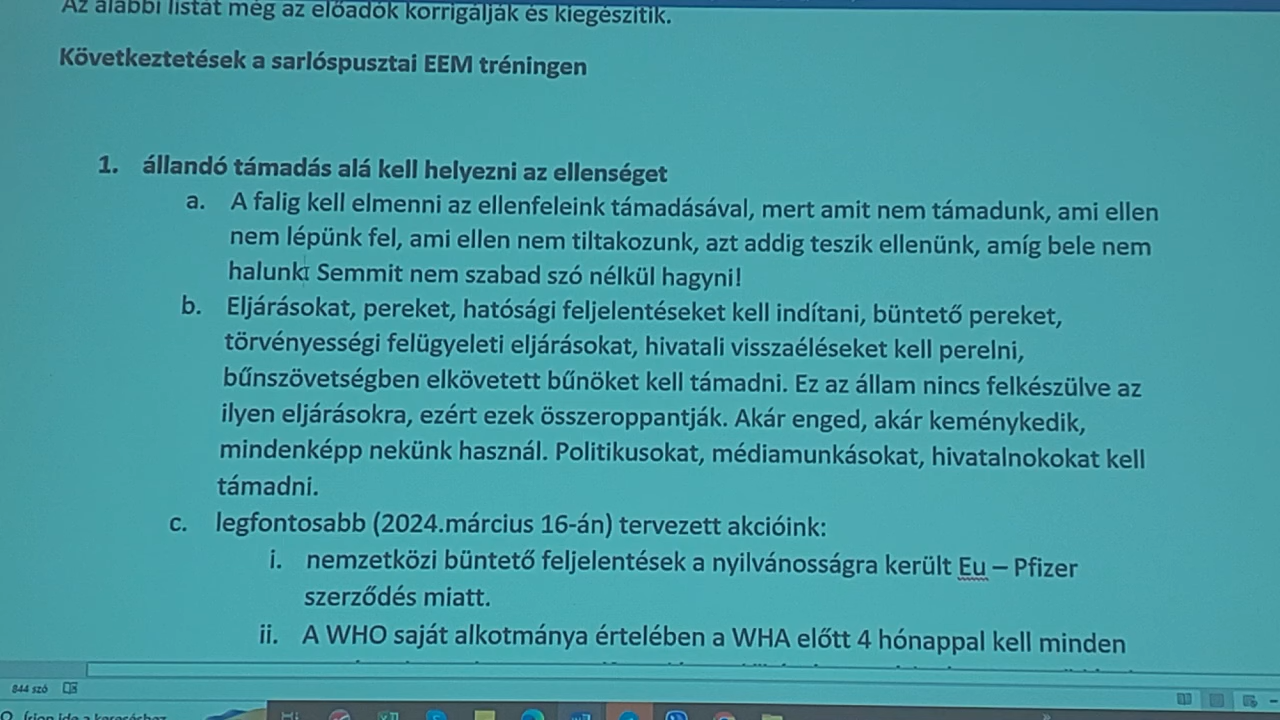 Az alábbi listát még az előadók korrigálják és kiegészítik.
Következtetések a sarlóspusztai EEM tréningen
1. állandó támadás alá kell helyezni az ellenséget
a. A falig kell elmenni az ellenfeleink támadásával, mert amit nem támadunk, ami ellen
nem lépünk fel, ami ellen nem tiltakozunk, azt addig teszik ellenünk, amíg bele nem
halunk Semmit nem szabad szó nélkül hagyni!
b. Eljárásokat, pereket, hatósági feljelentéseket kell indítani, büntető pereket,
törvényességi felügyeleti eljárásokat, hivatali visszaéléseket kell perelni,
bűnszövetségben elkövetett bűnöket kell támadni. Ez az állam nincs felkészülve az
ilyen eljárásokra, ezért ezek összeroppantják. Akár enged, akár keménykedik,
mindenképp nekünk használ. Politikusokat, médiamunkásokat, hivatalnokokat kell
támadni.
c. legfontosabb (2024.március 16-án) tervezett akcióink:
i. nemzetközi büntető feljelentések a nyilvánosságra került Eu – Pfizer
szerződés miatt.
ii. A WHO saját alkotmánya értelében a WHA előtt 4 hónappal kell minden
844 szó
Írjon ide a kereséshez